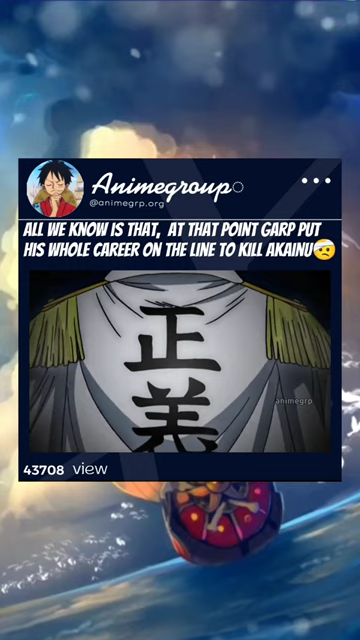 Animegroup
@animegrp.org
ALL WE KNOW IS THAT, AT THAT POINT GARP PUT
HIS WHOLE CAREER ON THE LINE TO KILL AKAINU🤕
正
義
animegrp
43708 view